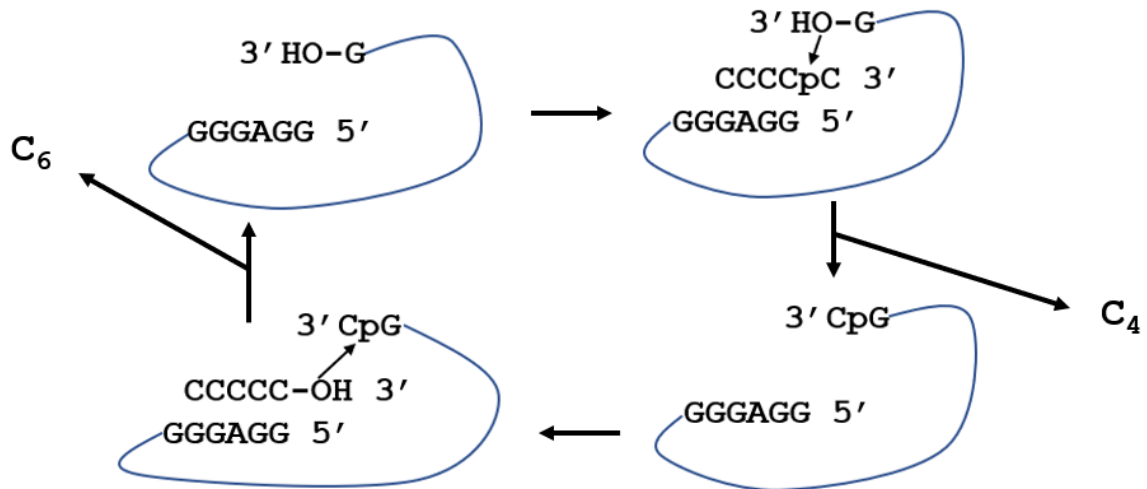 3′ HO-G
GGGAGG 5′
3′ HO-G
CCCCpC 3′
GGGAGG 5′
C₆
3′ CpG
CCCCC-OH 3′
GGGAGG 5′
3′ CpG
GGGAGG 5′
C₄